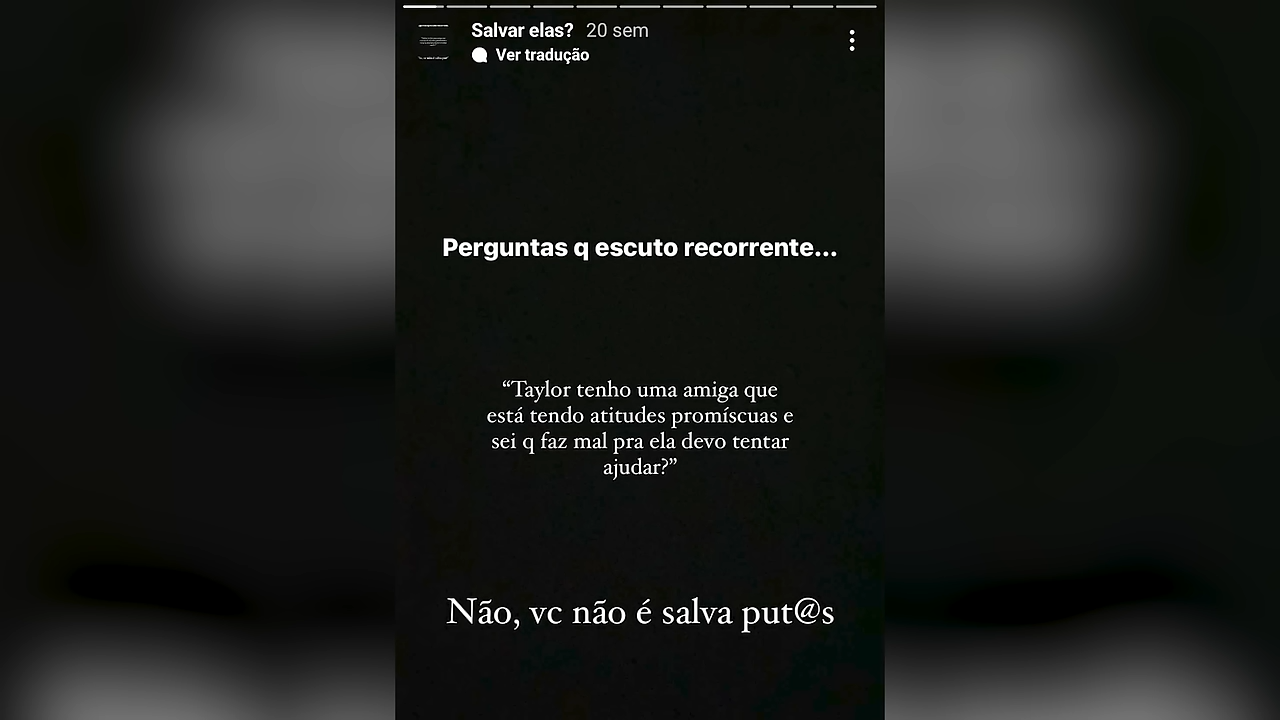 Salvar elas? 20 sem
Ver tradução
Perguntas q escuto recorrente...
“Taylor tenho uma amiga que
está tendo atitudes promíscuas e
sei q faz mal pra ela devo tentar
ajudar?”
Não, vc não é salva put@s